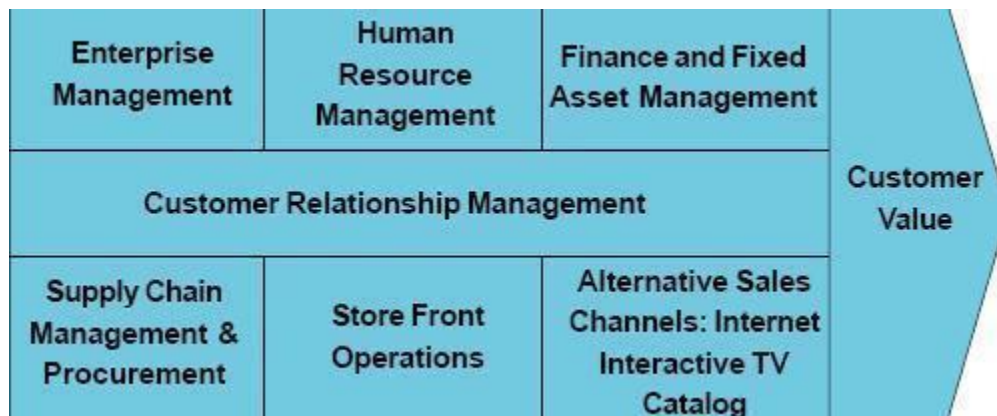 Enterprise
Management
Human
Resource
Management
Finance and Fixed
Asset Management
Customer Relationship Management
Customer
Value
Supply Chain
Management &
Procurement
Store Front
Operations
Alternative Sales
Channels: Internet
Interactive TV
Catalog